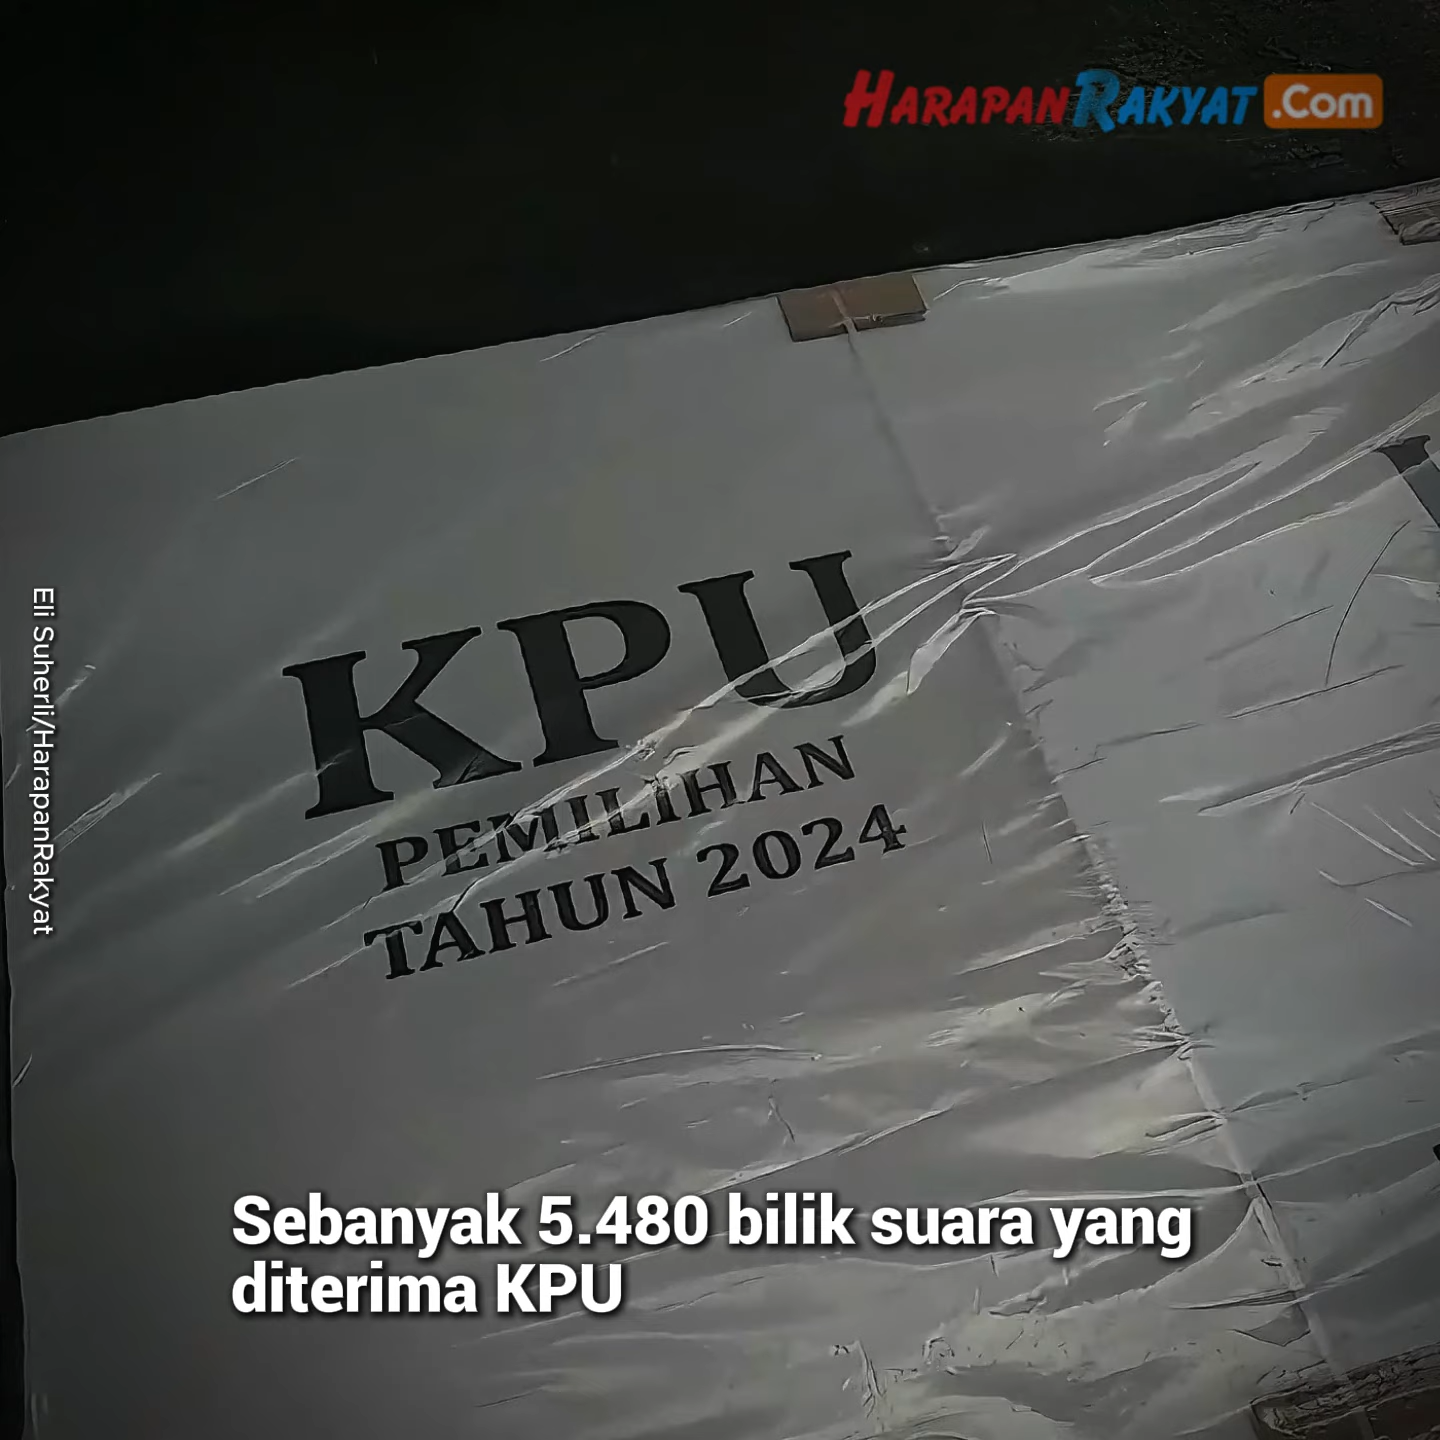 HARAPANRAKYAT.Com
KPU
PEMILIHAN
TAHUN 2024
Eli Suherli/HarapanRakyat
Sebanyak 5.480 bilik suara yang
diterima KPU